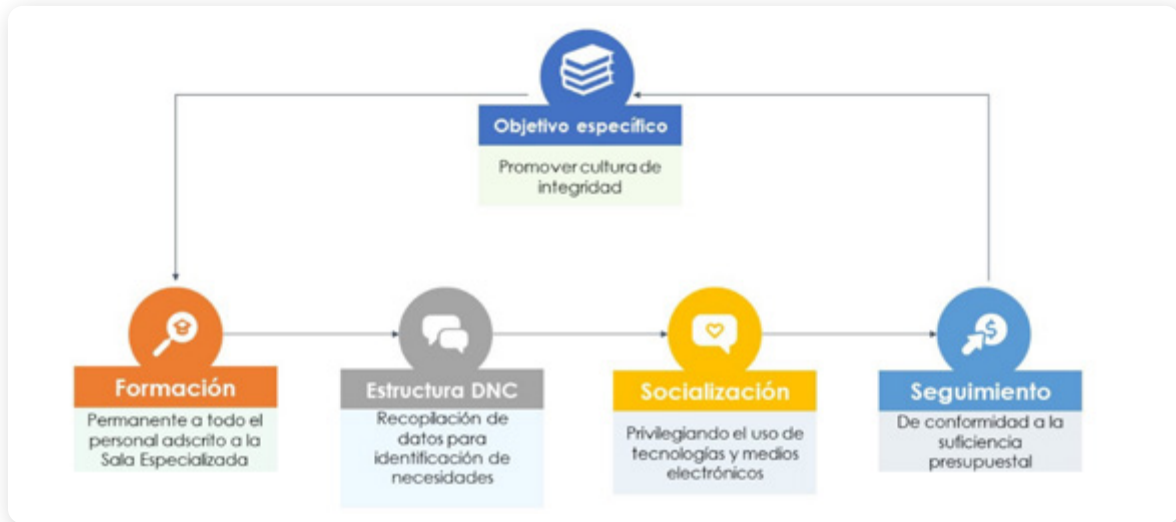 Objetivo específico
Promover cultura de
integridad
Formación
Permanente a todo el
personal adscrito a la
Sala Especializada
Estructura DNC
Recopilación de
datos para
identificación de
necesidades
Socialización
Privilegiando el uso de
tecnologías y medios
electrónicos
$
Seguimiento
De conformidad a la
suficiencia
presupuestal